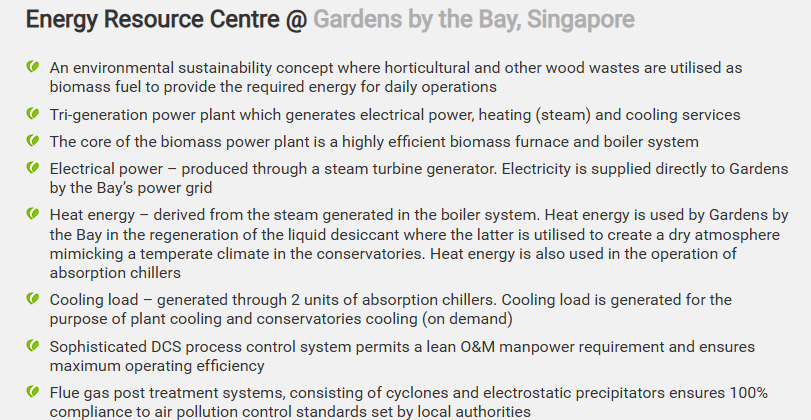 Energy Resource Centre @ Gardens by the Bay, Singapore
An environmental sustainability concept where horticultural and other wood wastes are utilised as
biomass fuel to provide the required energy for daily operations
Tri-generation power plant which generates electrical power, heating (steam) and cooling services
The core of the biomass power plant is a highly efficient biomass furnace and boiler system
Electrical power – produced through a steam turbine generator. Electricity is supplied directly to Gardens
by the Bay’s power grid
Heat energy – derived from the steam generated in the boiler system. Heat energy is used by Gardens by
the Bay in the regeneration of the liquid desiccant where the latter is utilised to create a dry atmosphere
mimicking a temperate climate in the conservatories. Heat energy is also used in the operation of
absorption chillers
Cooling load – generated through 2 units of absorption chillers. Cooling load is generated for the
purpose of plant cooling and conservatories cooling (on demand)
Sophisticated DCS process control system permits a lean O&M manpower requirement and ensures
maximum operating efficiency
Flue gas post treatment systems, consisting of cyclones and electrostatic precipitators ensures 100%
compliance to air pollution control standards set by local authorities